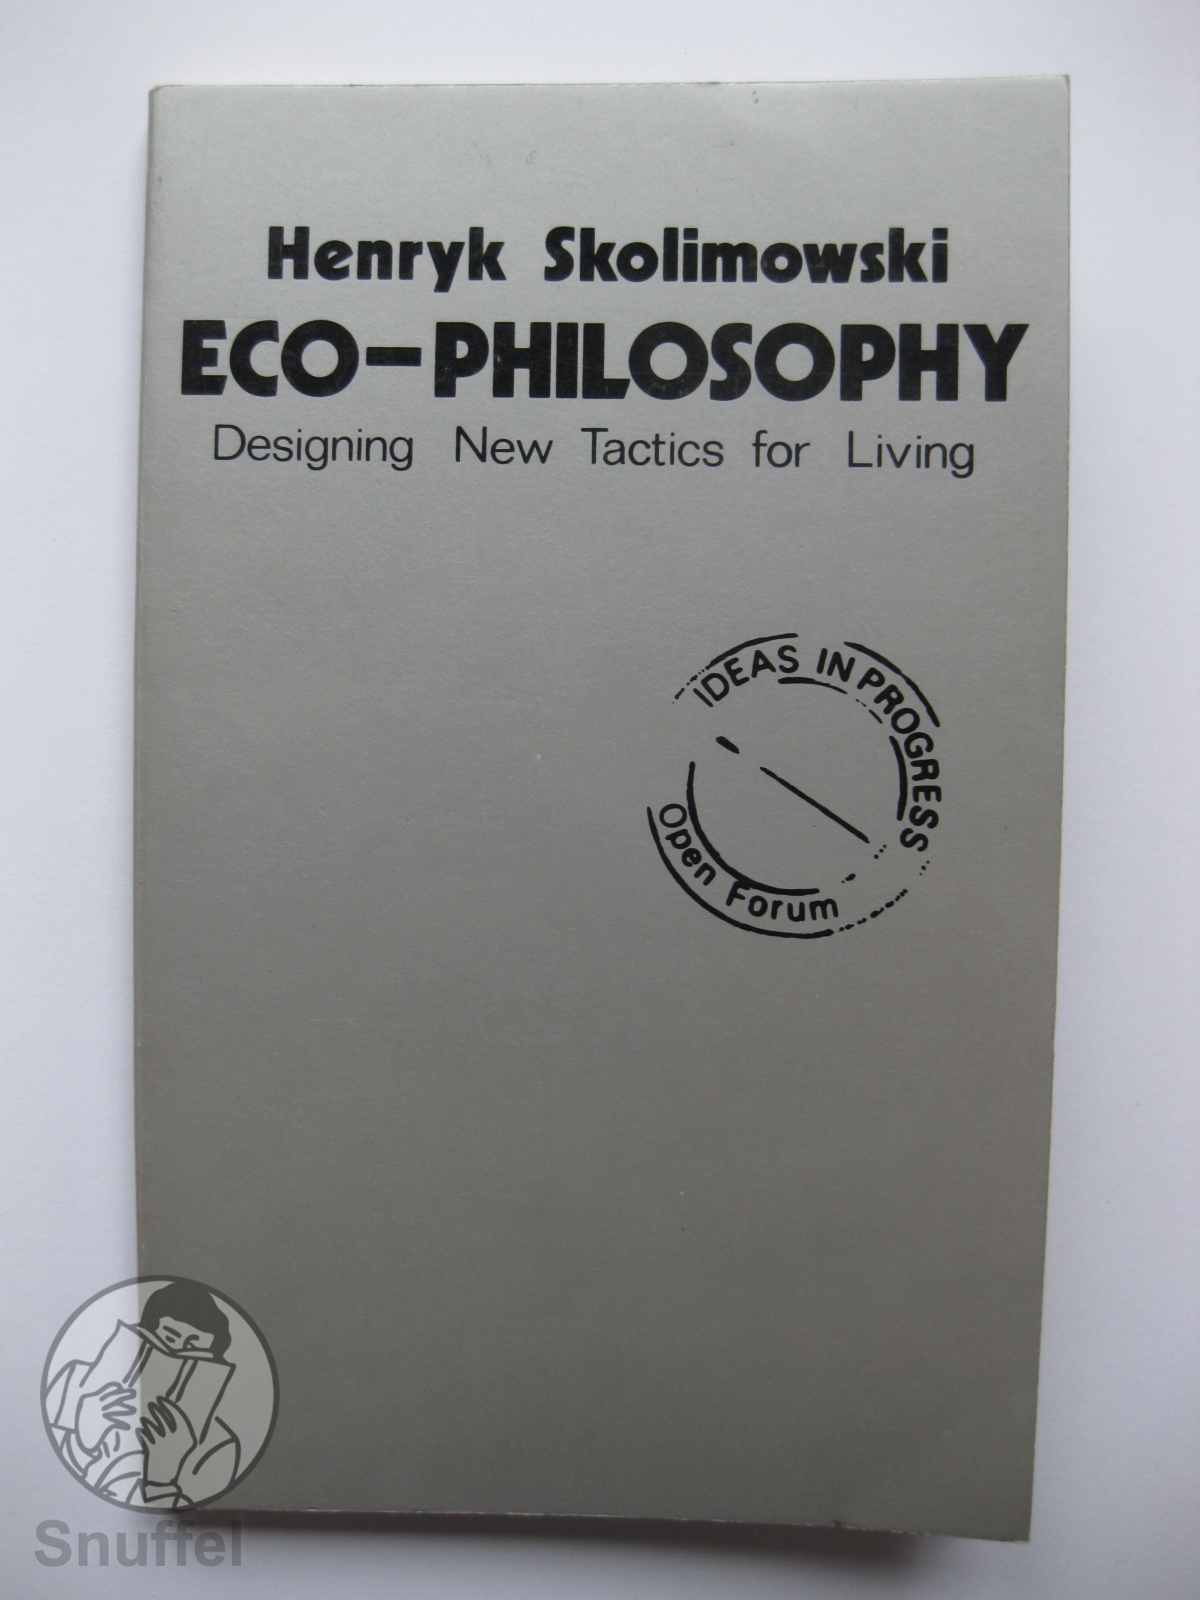 Henryk Skolimowski
ECO-PHILOSOPHY
Designing New Tactics for Living
IDEAS IN PROGRESS
Open Forum
Snuffel